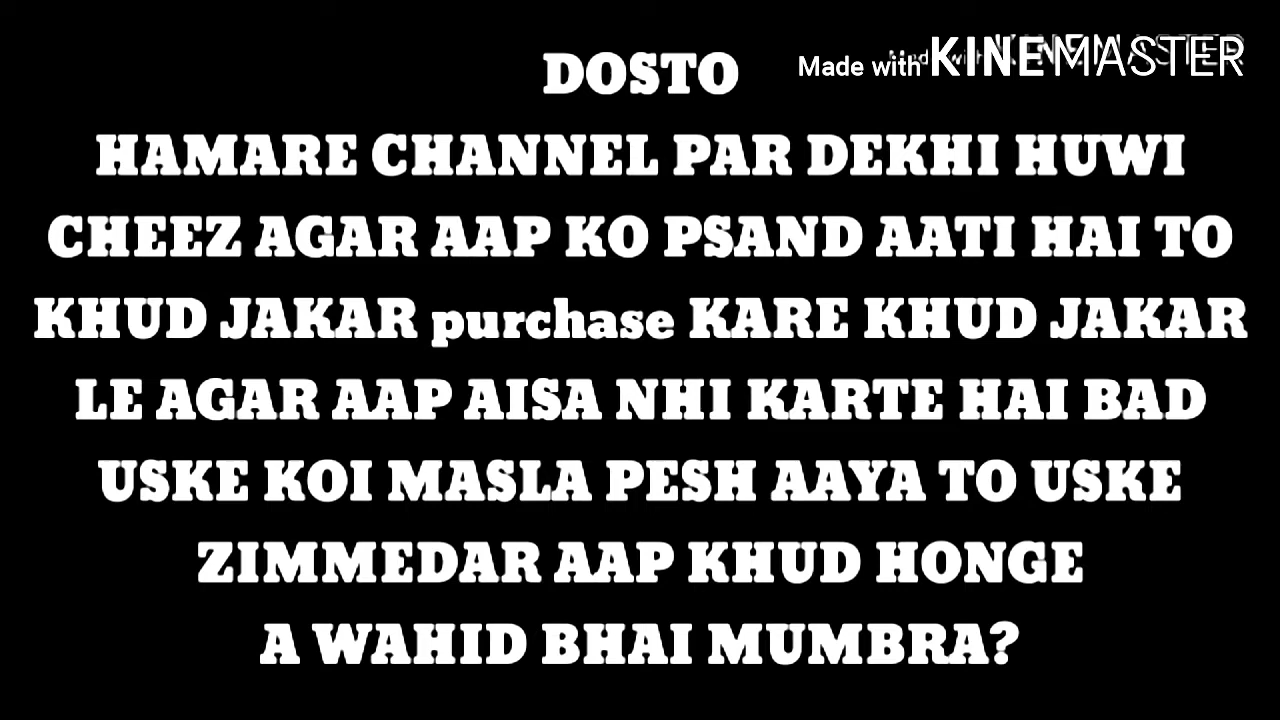 Made with KINEMASTER
DOSTO
HAMARE CHANNEL PAR DEKHI HUWI
CHEEZ AGAR AAP KO PSAND AATI HAI TO
KHUD JAKAR purchase KARE KHUD JAKAR
LE AGAR AAP AISA NHI KARTE HAI BAD
USKE KOI MASLA PESH AAYA TO USKE
ZIMMEDAR AAP KHUD HONGE
A WAHID BHAI MUMBRA?